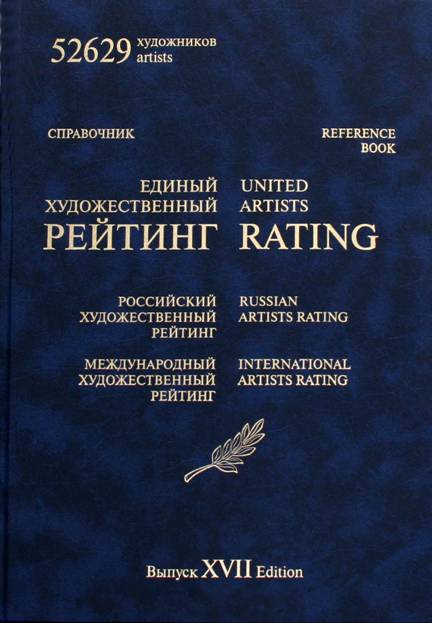 52629 художников
artists
СПРАВОЧНИК REFERENCE
BOOK
ЕДИНЫЙ UNITED
ХУДОЖЕСТВЕННЫЙ ARTISTS
РЕЙТИНГ RATING
РОССИЙСКИЙ RUSSIAN
ХУДОЖЕСТВЕННЫЙ ARTISTS RATING
РЕЙТИНГ
МЕЖДУНАРОДНЫЙ INTERNATIONAL
ХУДОЖЕСТВЕННЫЙ ARTISTS RATING
РЕЙТИНГ
Выпуск XVII Edition